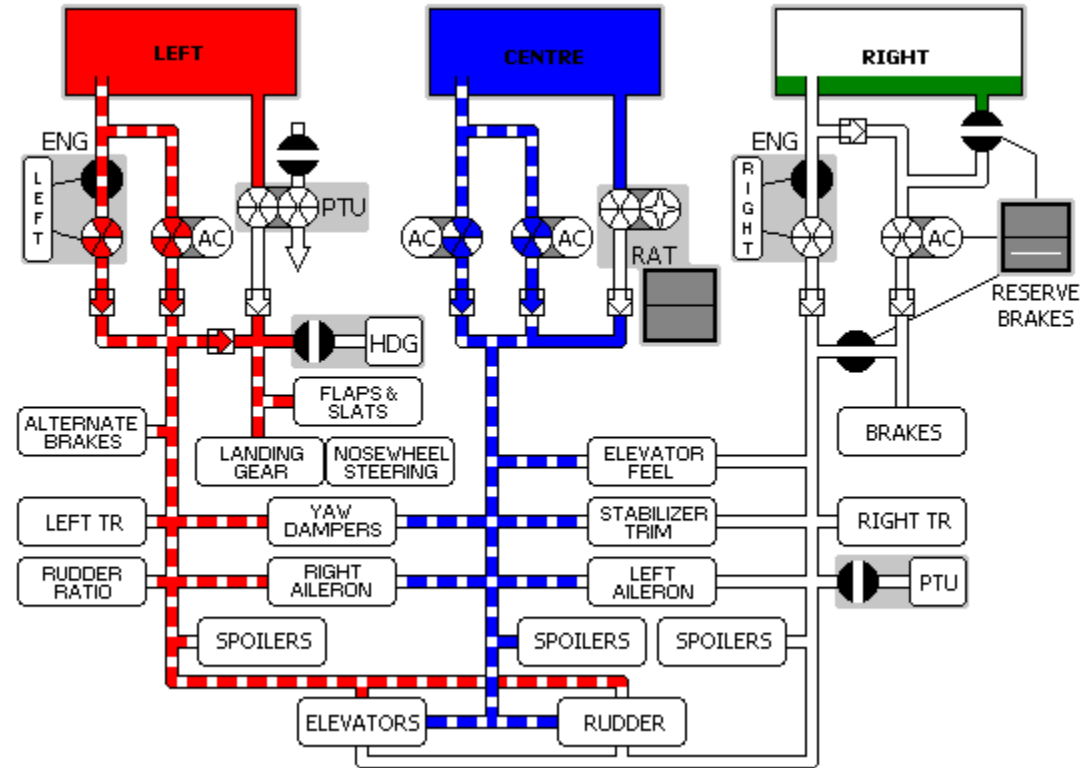 LEFT
CENTRE
RIGHT
ENG
LEFT
AC
PTU
AC
AC
RAT
ENG
RIGHT
AC
RESERVE
BRAKES
HDG
FLAPS &
SLATS
ALTERNATE
BRAKES
LANDING
GEAR
NOSEWHEEL
STEERING
ELEVATOR
FEEL
BRAKES
LEFT TR
YAW
DAMPERS
STABILIZER
TRIM
RIGHT TR
RUDDER
RATIO
RIGHT
AILERON
LEFT
AILERON
PTU
SPOILERS
SPOILERS
SPOILERS
ELEVATORS
RUDDER